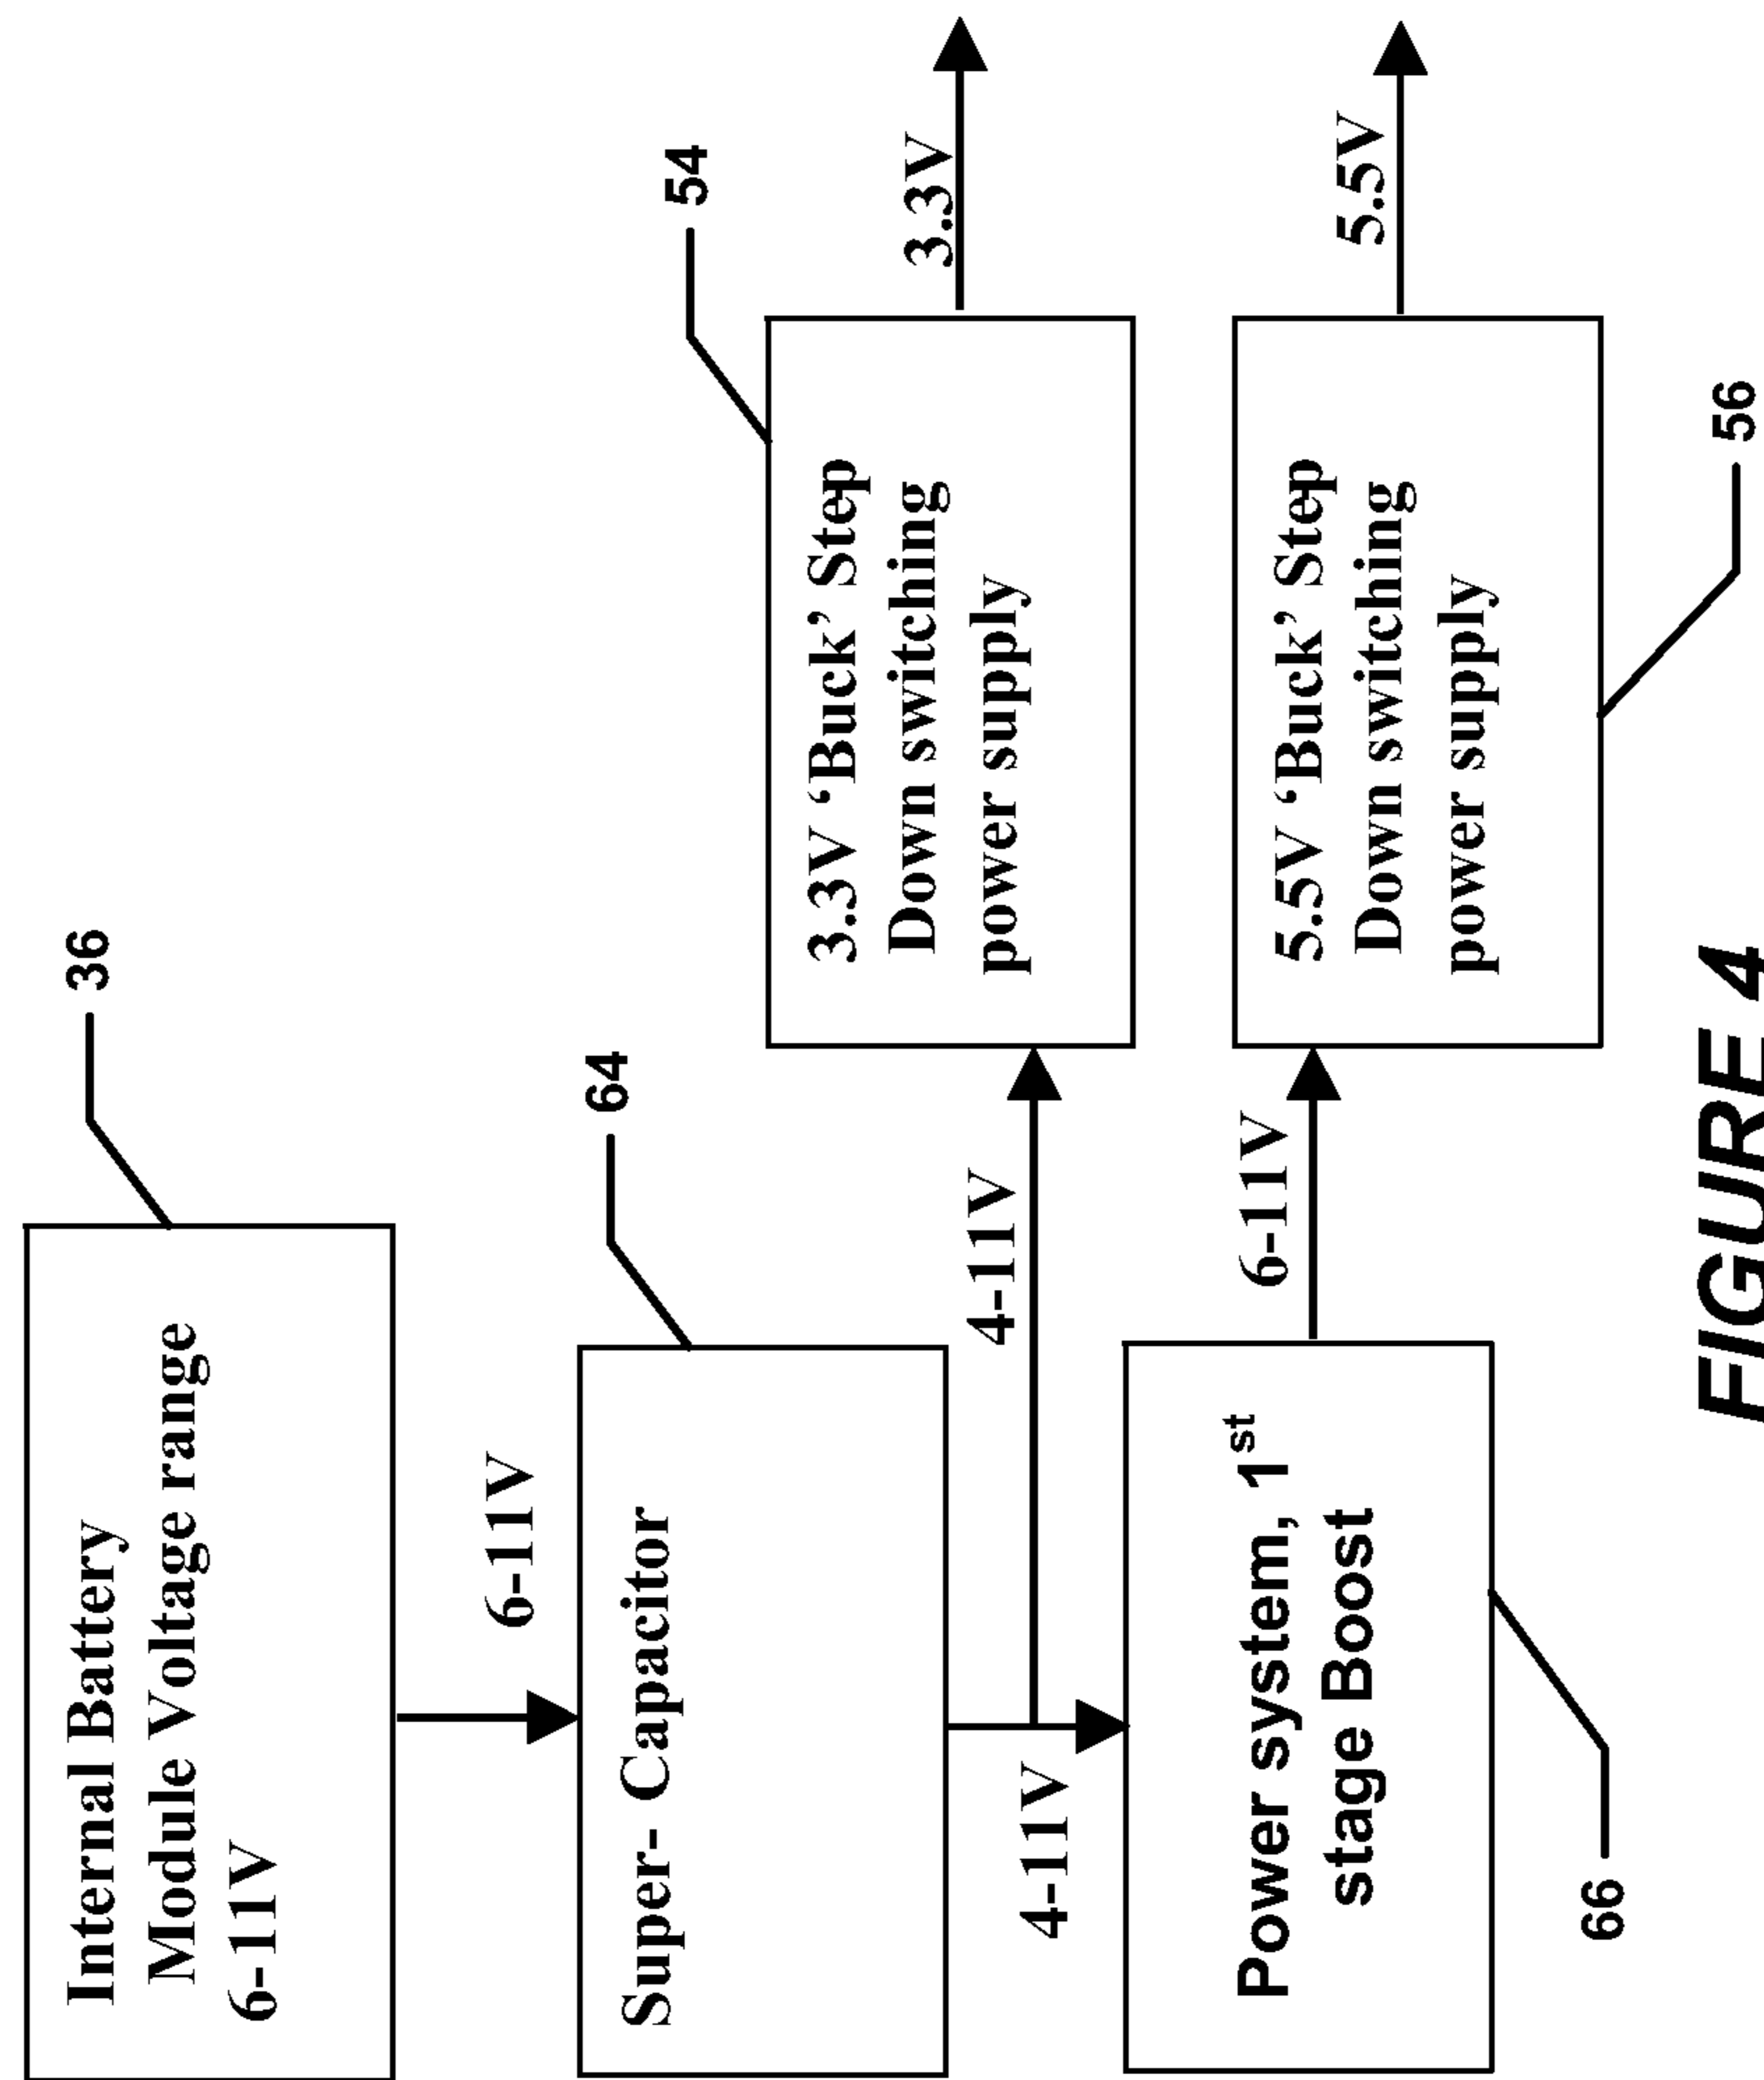 Internal Battery
Module Voltage range
6-11V
36
6-11V
Super- Capacitor
64
4-11V
4-11V
3.3V ‘Buck’ Step
Down switching
power supply
54
3.3V
Power system, 1st
stage Boost
66
6-11V
5.5V ‘Buck’ Step
Down switching
power supply
56
5.5V
FIGURE 4